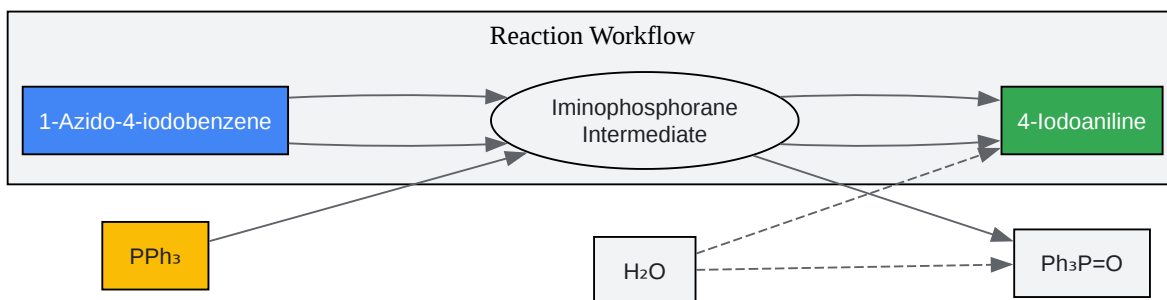 Reaction Workflow
1-Azido-4-iodobenzene
Iminophosphorane
Intermediate
4-Iodoaniline
PPh₃
H₂O
Ph₃P=O